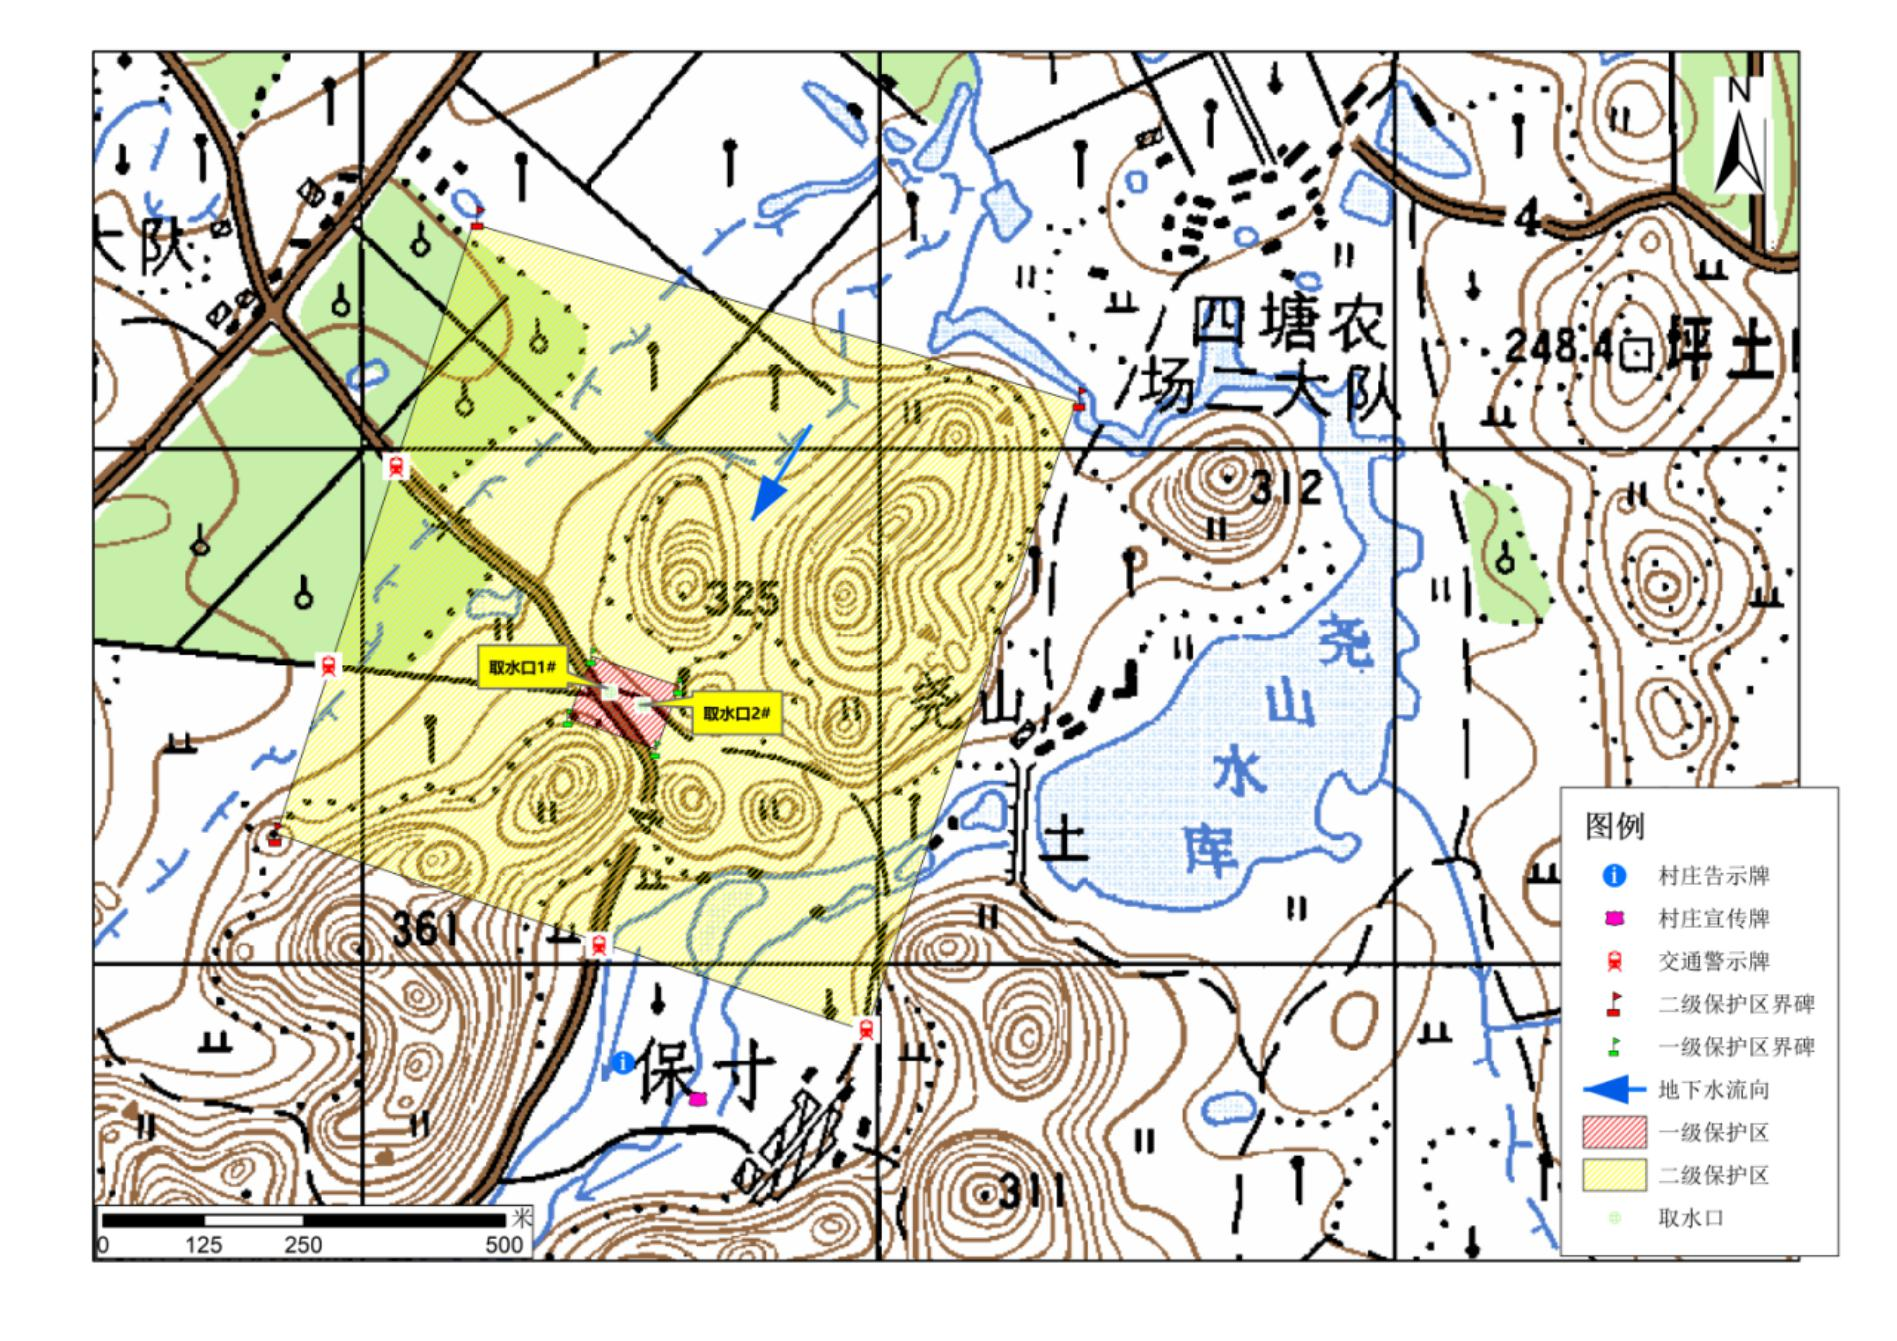 N
大队
4
四塘农
场二大队
248.4
坪土
312
325
取水口1#
取水口2#
尧山
尧
山
水
库
土
361
保寸
311
图例
村庄告示牌
村庄宣传牌
交通警示牌
二级保护区界碑
一级保护区界碑
地下水流向
一级保护区
二级保护区
取水口
米
0 125 250 500